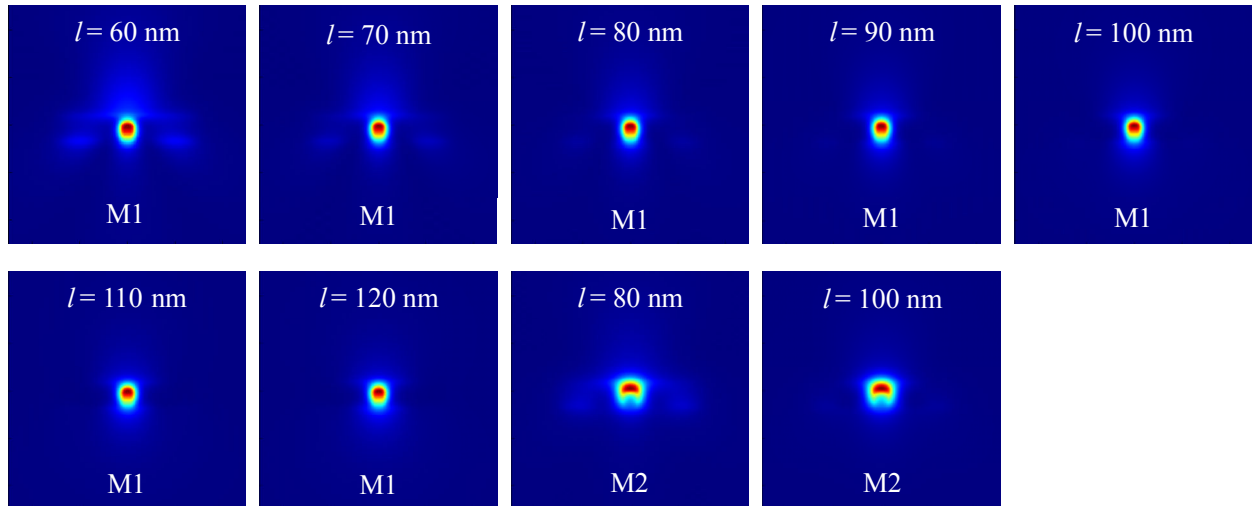 l = 60 nm
M1
l = 70 nm
M1
l = 80 nm
M1
l = 90 nm
M1
l = 100 nm
M1
l = 110 nm
M1
l = 120 nm
M1
l = 80 nm
M2
l = 100 nm
M2